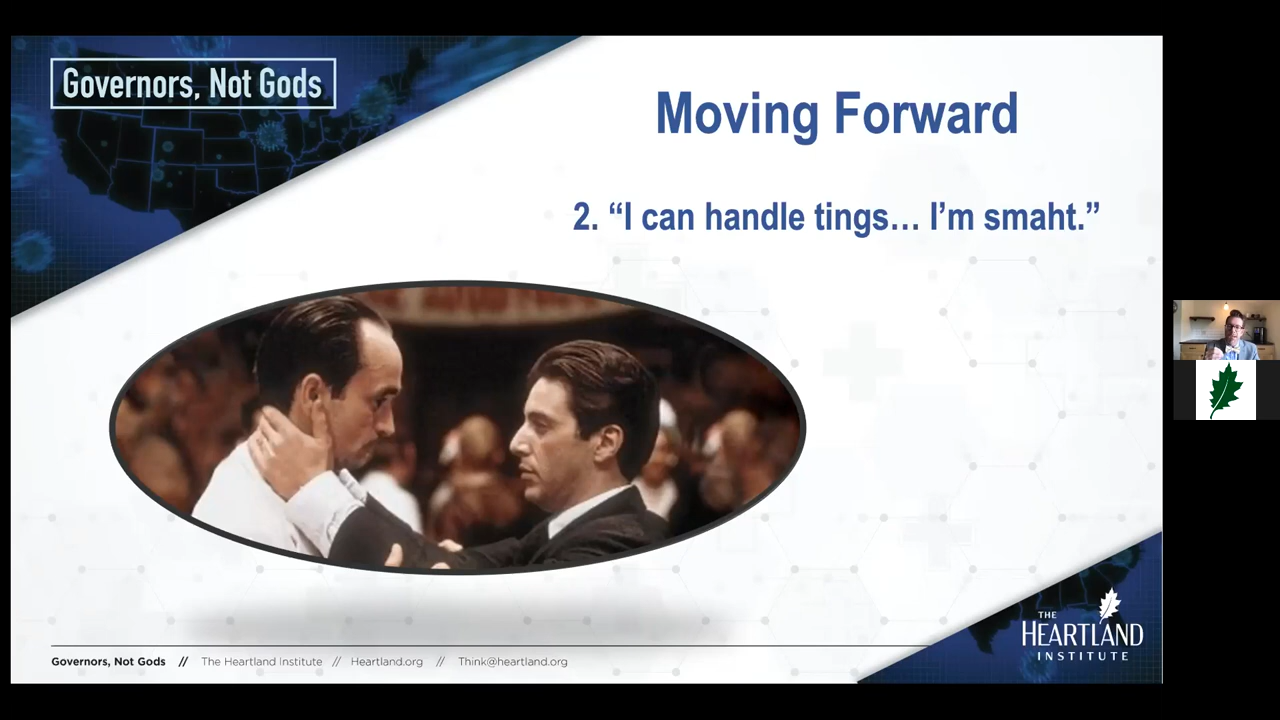 Governors, Not Gods
Moving Forward
2. “I can handle tings… I’m smaht.”
Governors, Not Gods // The Heartland Institute // Heartland.org // Think@heartland.org
THE
HEARTLAND
INSTITUTE